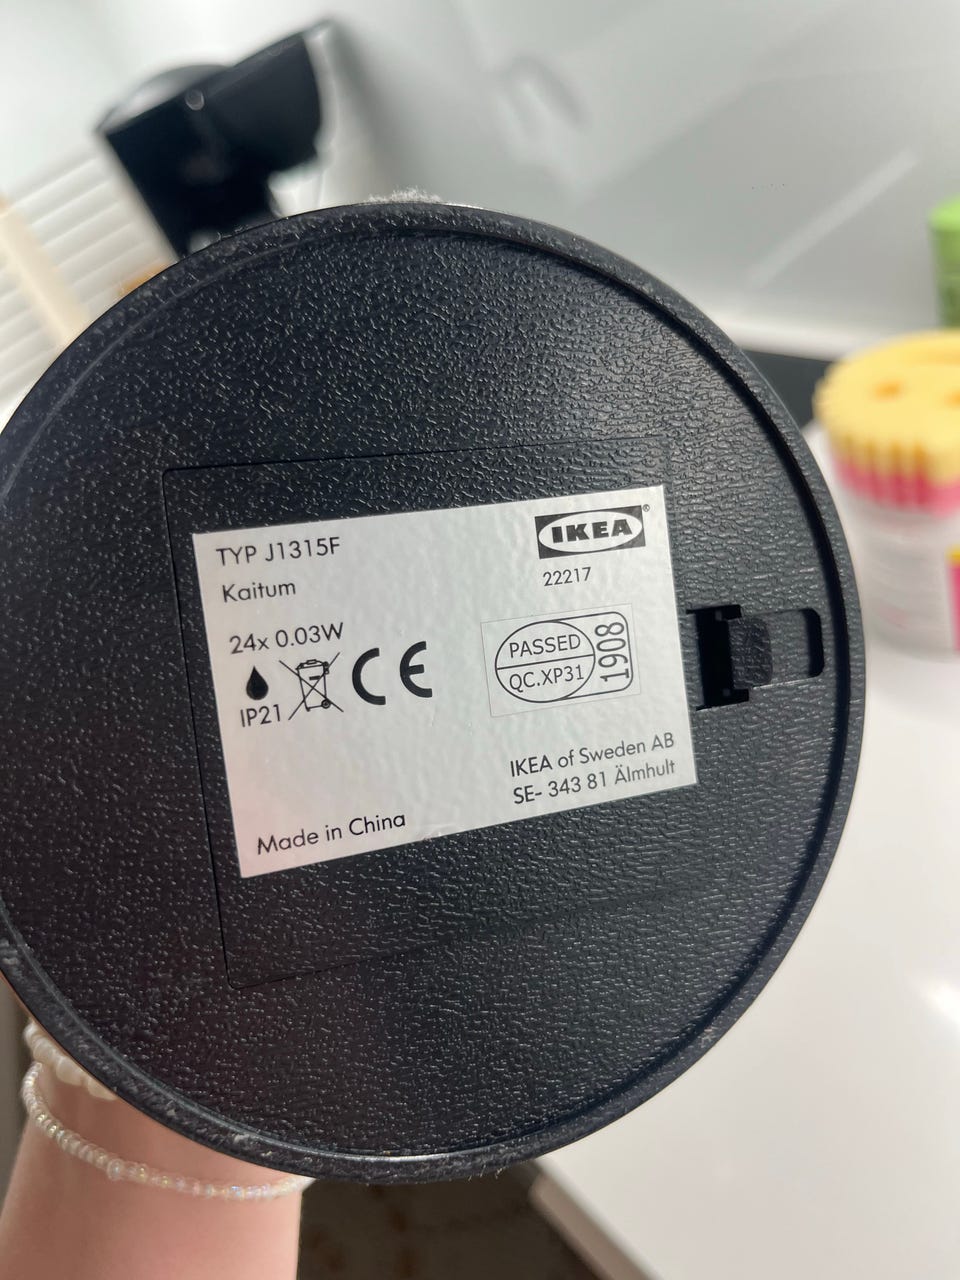 TYP J1315F
Kaitum
IKEA®
22217
24x 0.03W
IP21
CE
PASSED
QC.XP31
1908
IKEA of Sweden AB
SE- 343 81 Älmhult
Made in China